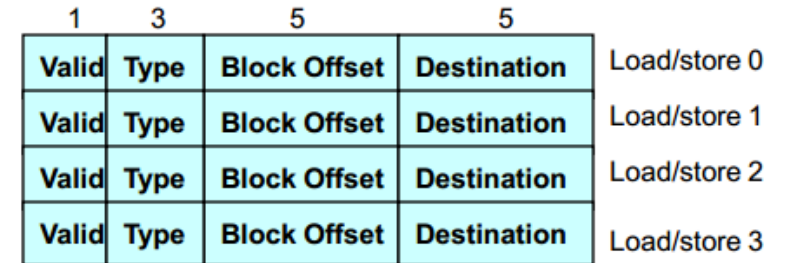 1 3 5 5
Valid Type Block Offset Destination Load/store 0
Valid Type Block Offset Destination Load/store 1
Valid Type Block Offset Destination Load/store 2
Valid Type Block Offset Destination Load/store 3